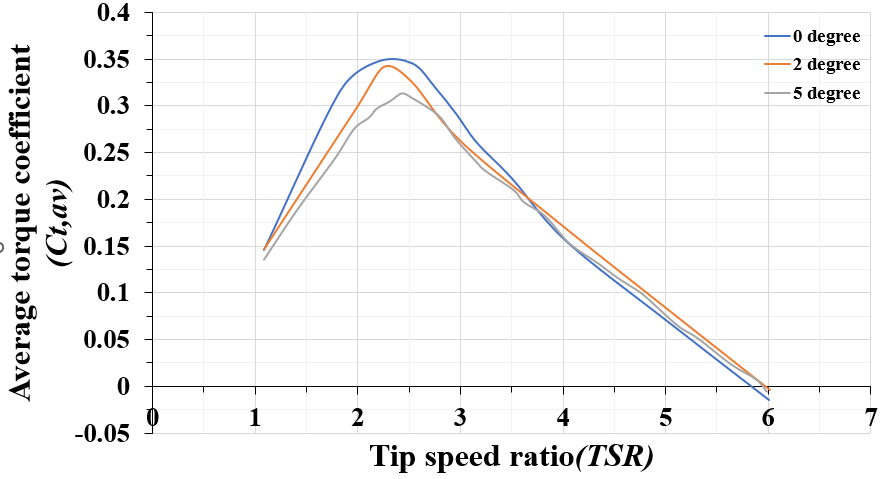 0.4
0.35
0.3
0.25
0.2
0.15
0.1
0.05
0
-0.05
Average torque coefficient
(Ct,av)
0 degree
2 degree
5 degree
0 1 2 3 4 5 6 7
Tip speed ratio(TSR)